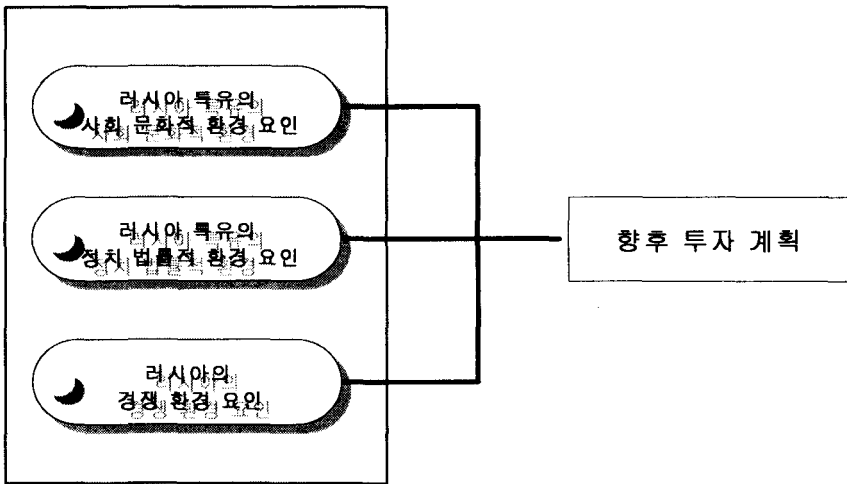 러시아 특유의
사회 문화적 환경 요인
러시아 특유의
정치 법률적 환경 요인
러시아의
경쟁 환경 요인
향후 투자 계획